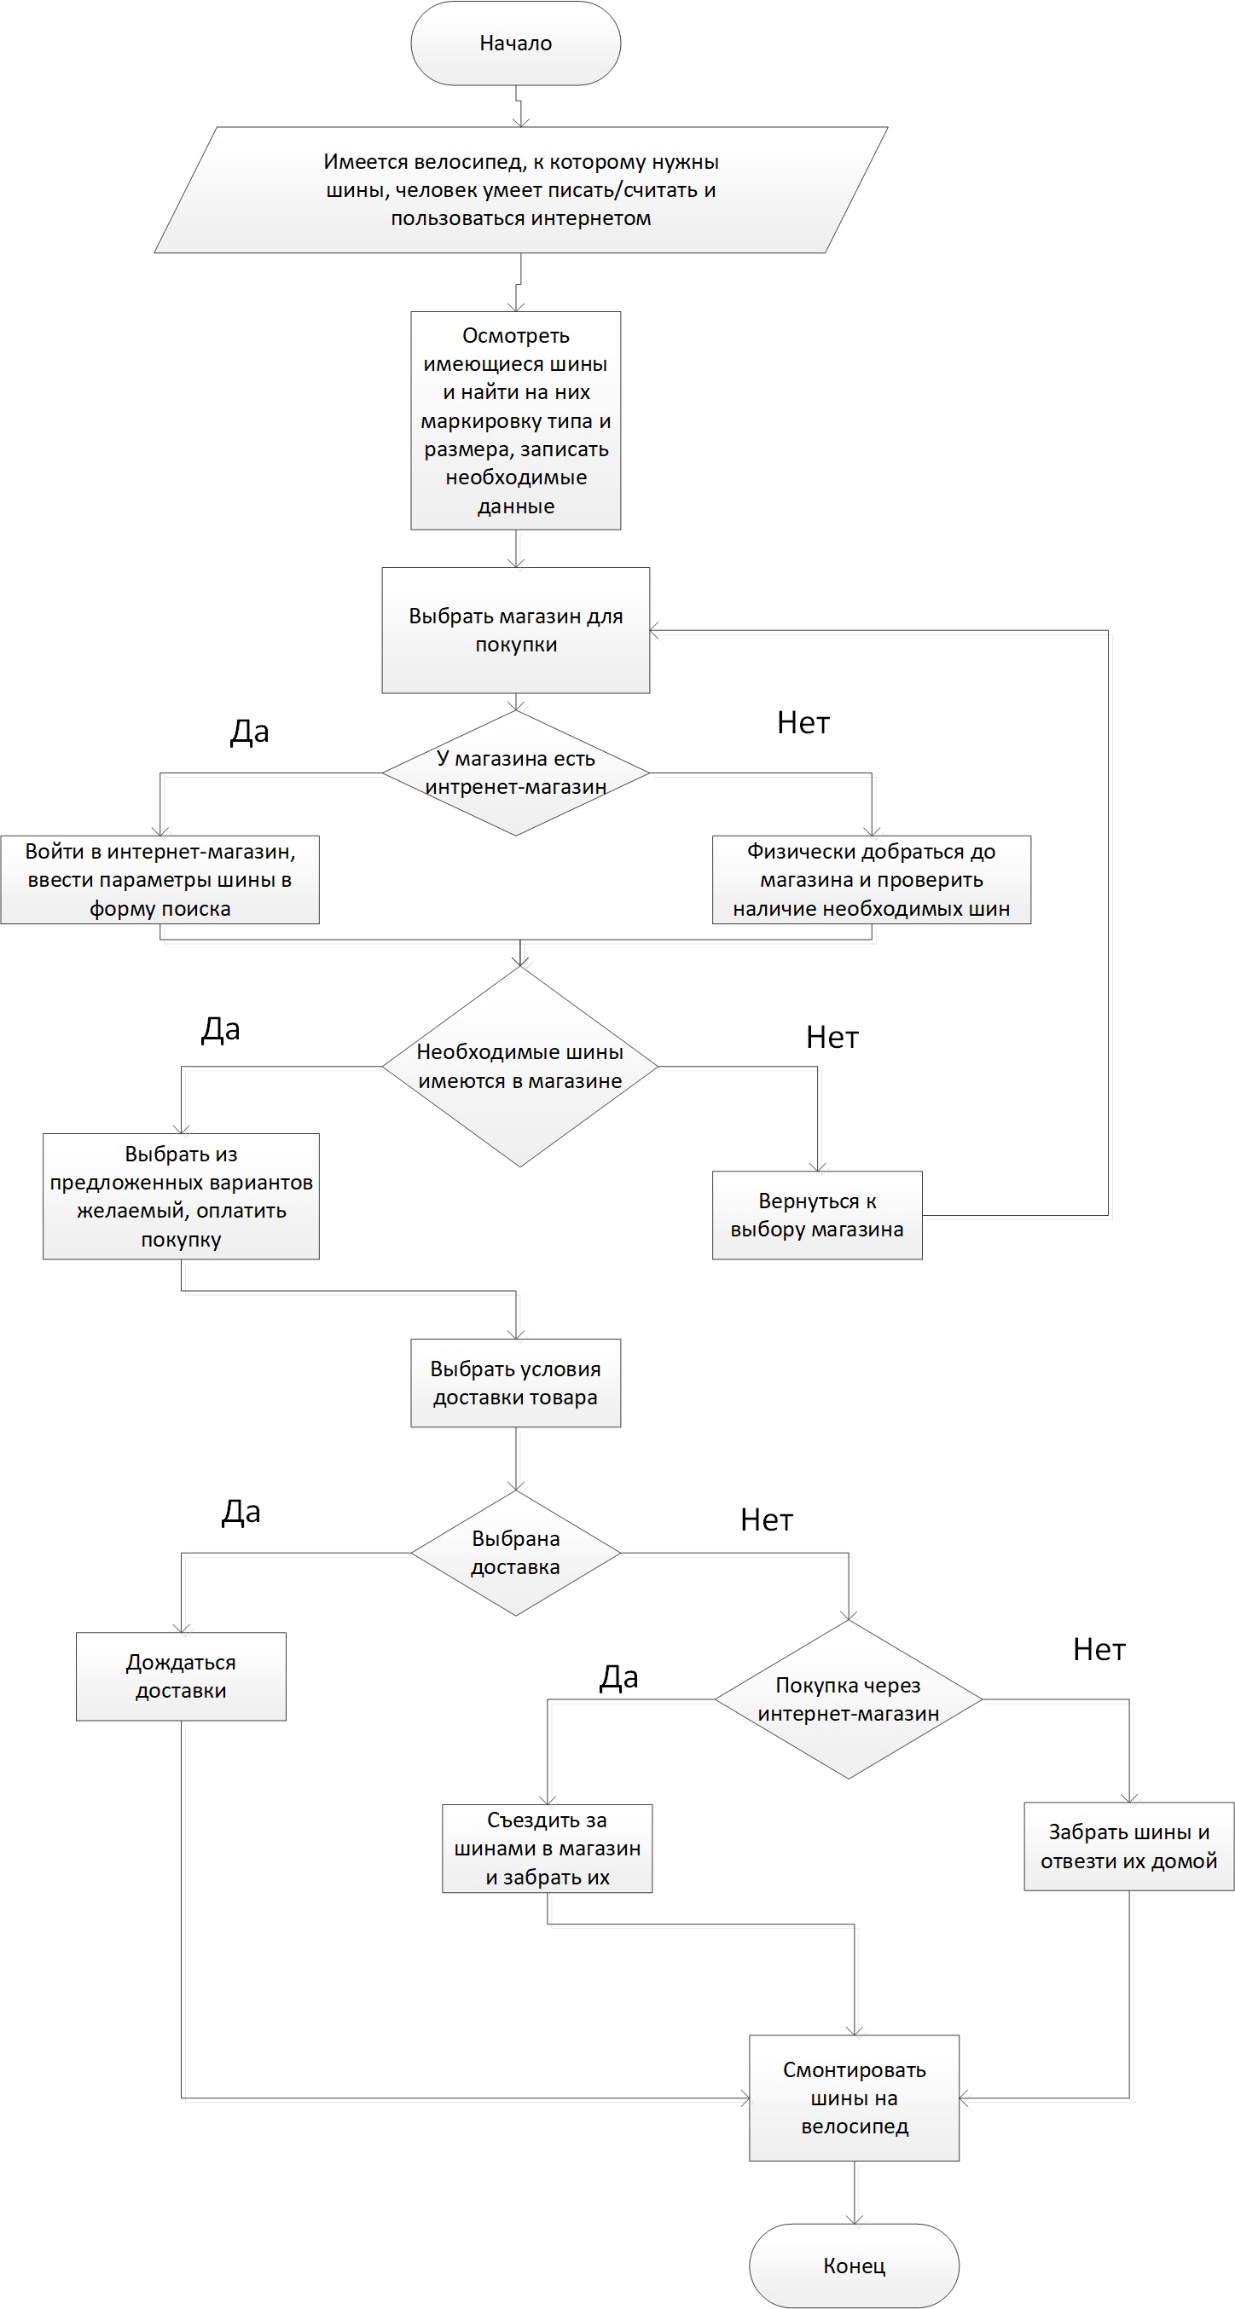 Начало
Имеется велосипед, к которому нужны
шины, человек умеет писать/считать и
пользоваться интернетом
Осмотреть
имеющиеся шины
и найти на них
маркировку типа и
размера, записать
необходимые
данные
Выбрать магазин для
покупки
Да
Нет
У магазина есть
интренет-магазин
Войти в интернет-магазин,
ввести параметры шины в
форму поиска
Физически добраться до
магазина и проверить
наличие необходимых шин
Да
Нет
Необходимые шины
имеются в магазине
Выбрать из
предложенных вариантов
желаемый, оплатить
покупку
Вернуться к
выбору магазина
Выбрать условия
доставки товара
Да
Нет
Выбрана
доставка
Дождаться
доставки
Да
Нет
Покупка через
интернет-магазин
Съездить за
шинами в магазин
и забрать их
Забрать шины и
отвезти их домой
Смонтировать
шины на
велосипед
Конец